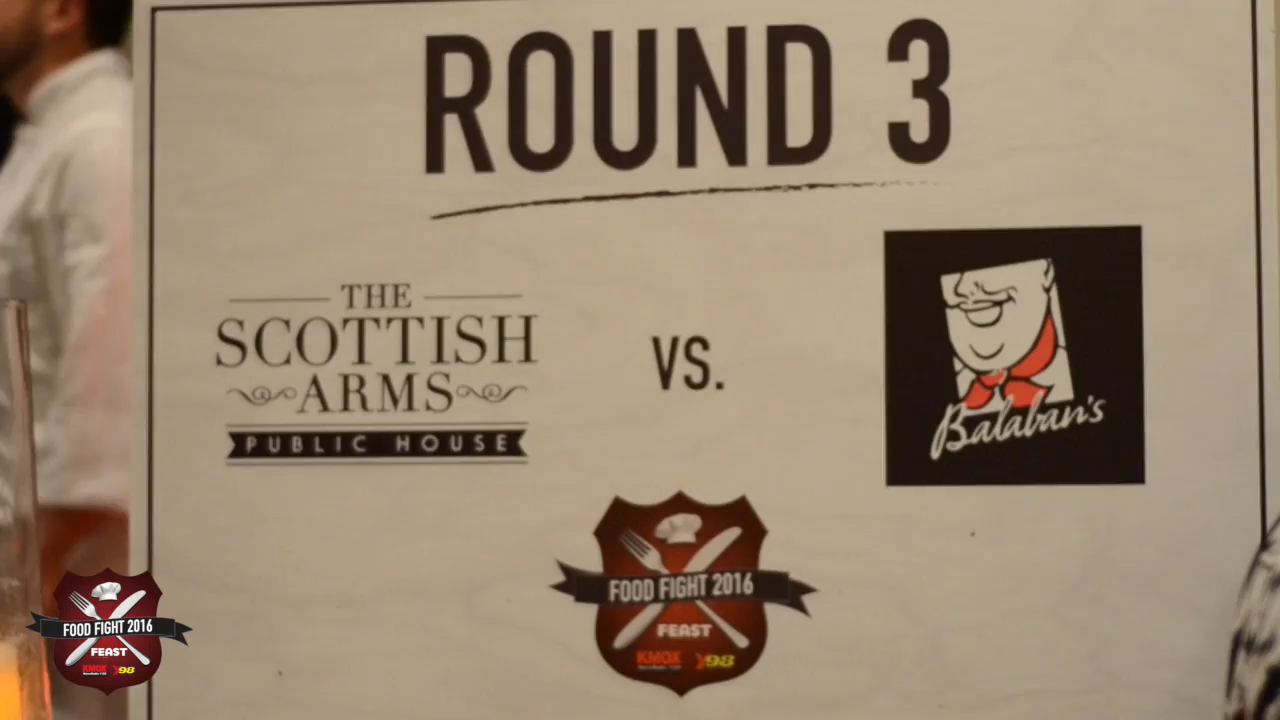 ROUND 3
THE
SCOTTISH
ARMS
PUBLIC HOUSE
VS.
Balaban's
FOOD FIGHT 2016
FEAST
KMOX
98
FOOD FIGHT 2016
FEAST
KMOX
98